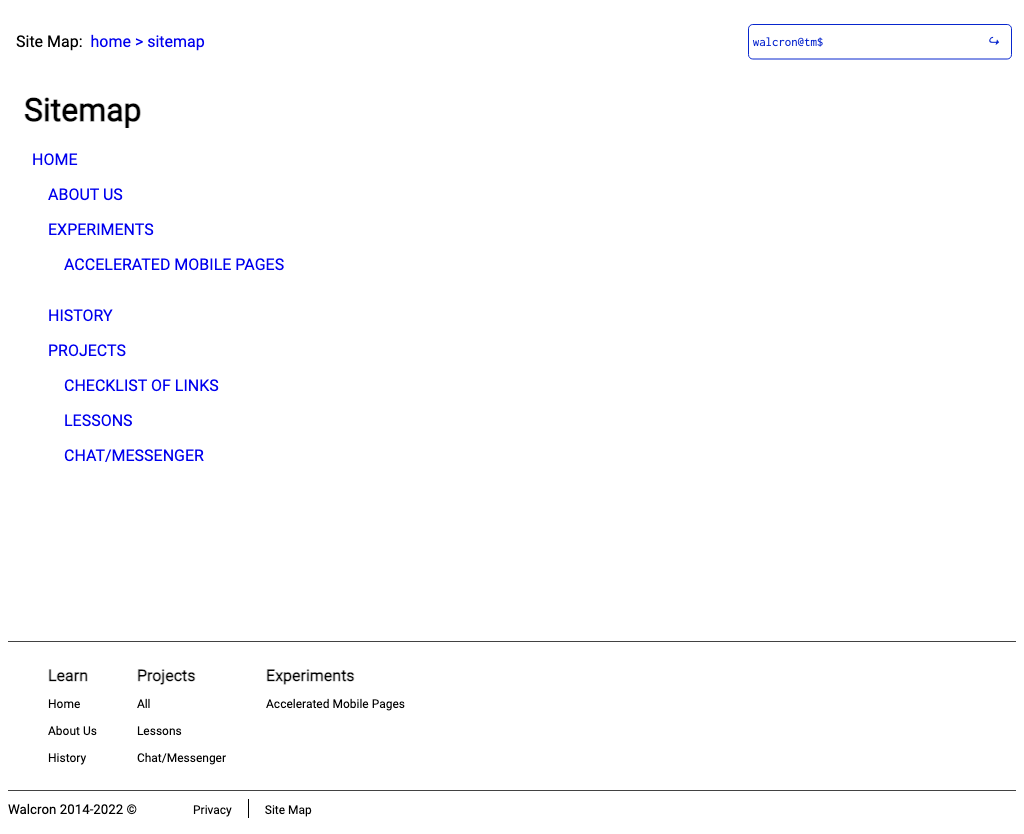 Site Map: home > sitemap
walcron@tm$ ↪
Sitemap
HOME
ABOUT US
EXPERIMENTS
ACCELERATED MOBILE PAGES
HISTORY
PROJECTS
CHECKLIST OF LINKS
LESSONS
CHAT/MESSENGER
Learn
Home
About Us
History
Projects
All
Lessons
Chat/Messenger
Experiments
Accelerated Mobile Pages
Walcron 2014-2022 ©
Privacy
Site Map